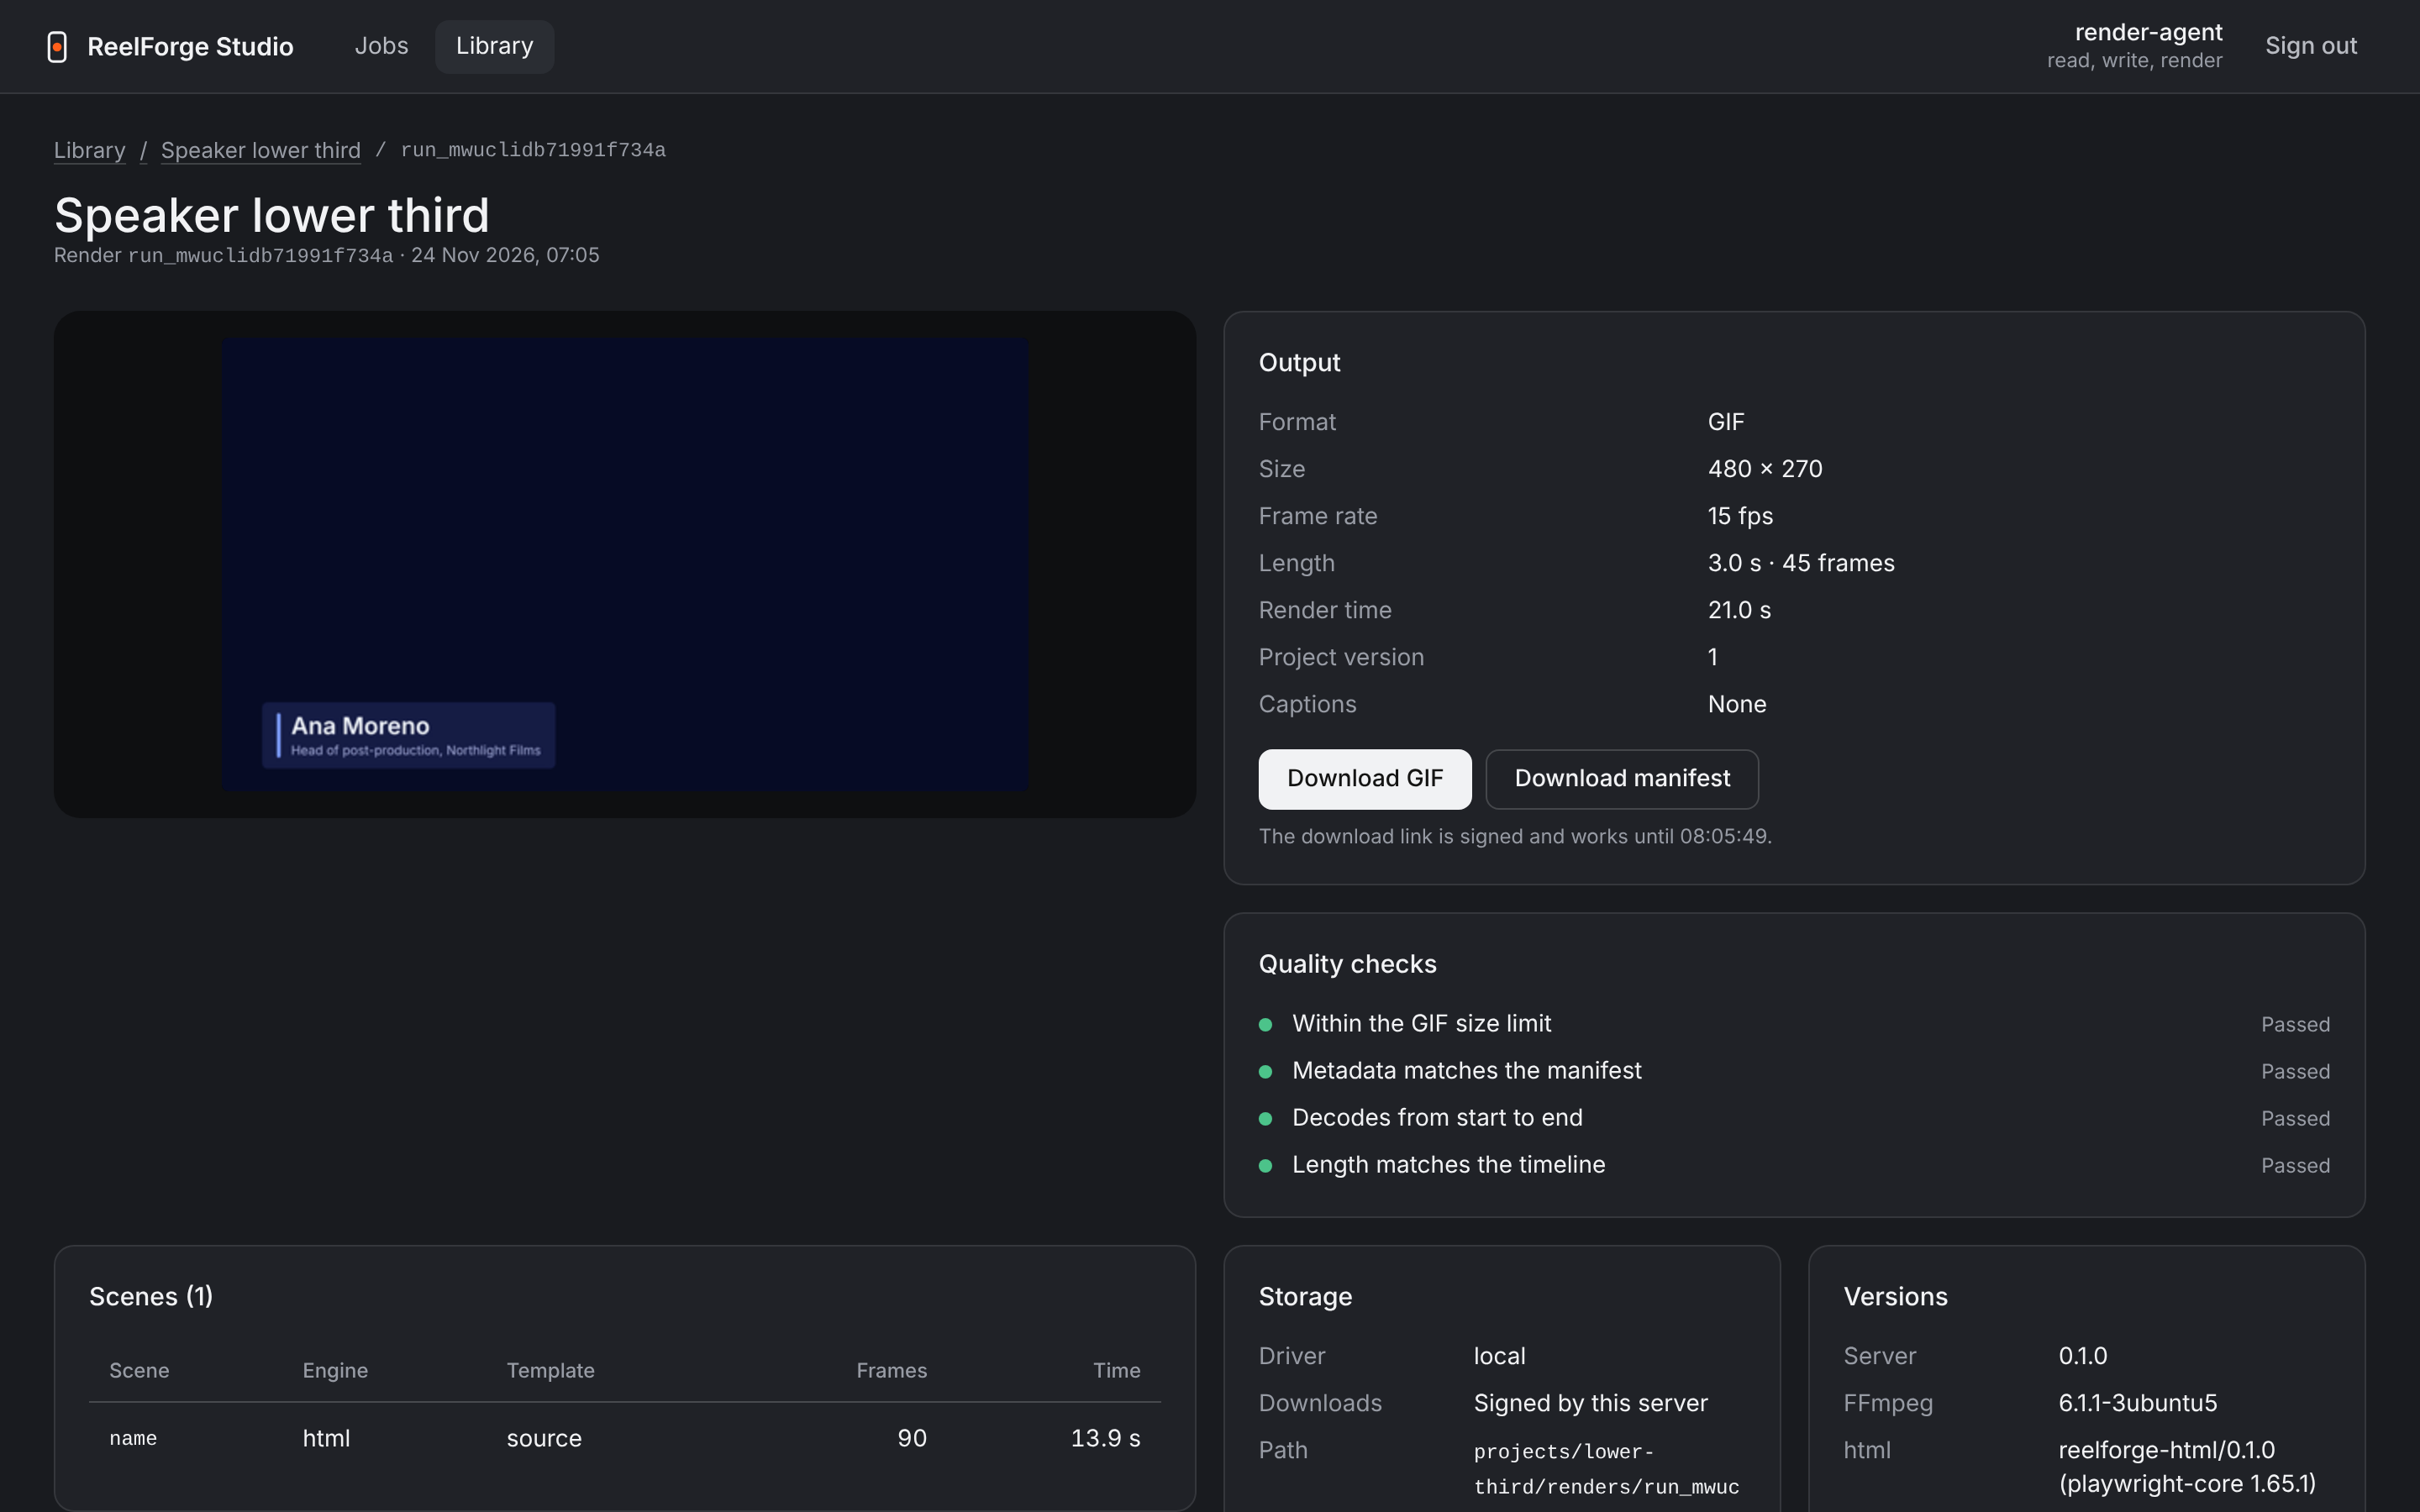 ReelForge Studio
Jobs
Library
render-agent
read, write, render
Sign out
Library / Speaker lower third / run_mwuclidb71991f734a
Speaker lower third
Render run_mwuclidb71991f734a · 24 Nov 2026, 07:05
Ana Moreno
Head of post-production, Northlight Films
Output
Format GIF
Size 480 × 270
Frame rate 15 fps
Length 3.0 s · 45 frames
Render time 21.0 s
Project version 1
Captions None
Download GIF Download manifest
The download link is signed and works until 08:05:49.
Quality checks
Within the GIF size limit Passed
Metadata matches the manifest Passed
Decodes from start to end Passed
Length matches the timeline Passed
Scenes (1)
Scene Engine Template Frames Time
name html source 90 13.9 s
Storage
Driver local
Downloads Signed by this server
Path projects/lower-
third/renders/run_mwuc
Versions
Server 0.1.0
FFmpeg 6.1.1-3ubuntu5
html reelforge-html/0.1.0
(playwright-core 1.65.1)